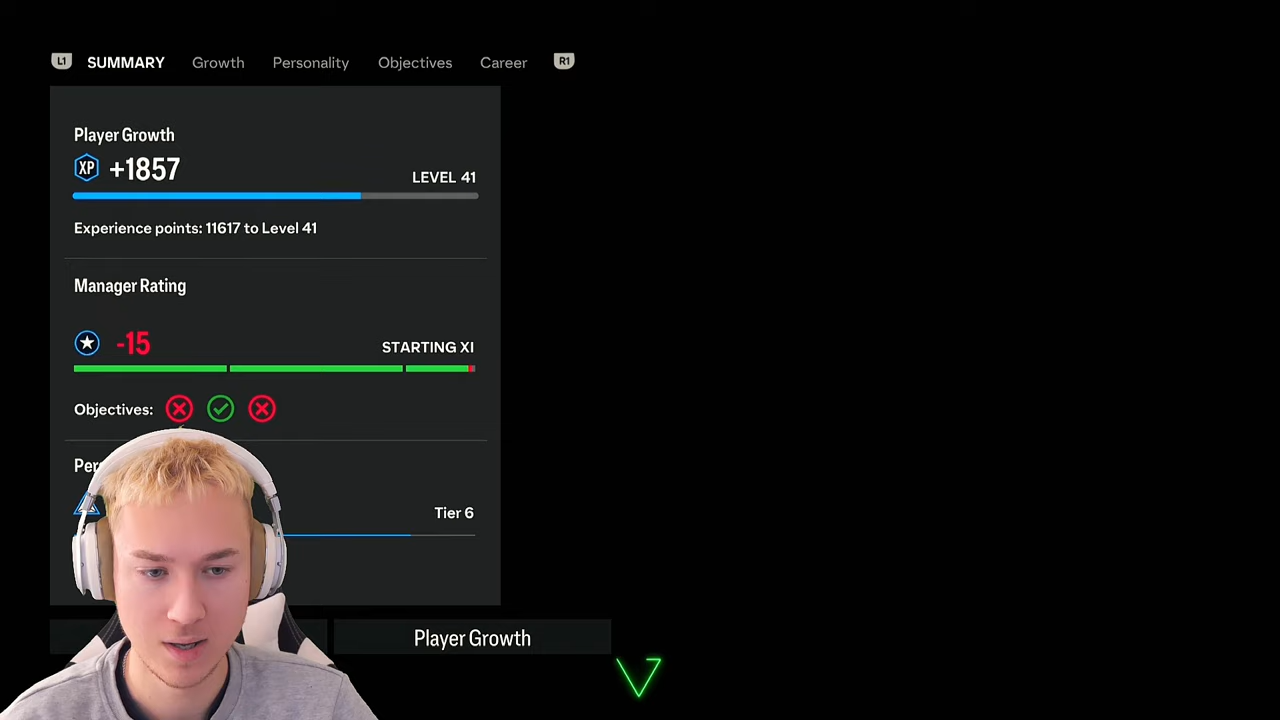 L1 SUMMARY Growth Personality Objectives Career R1
Player Growth
XP +1857
LEVEL 41
Experience points: 11617 to Level 41
Manager Rating
-15
STARTING XI
Objectives:
Tier 6
Player Growth